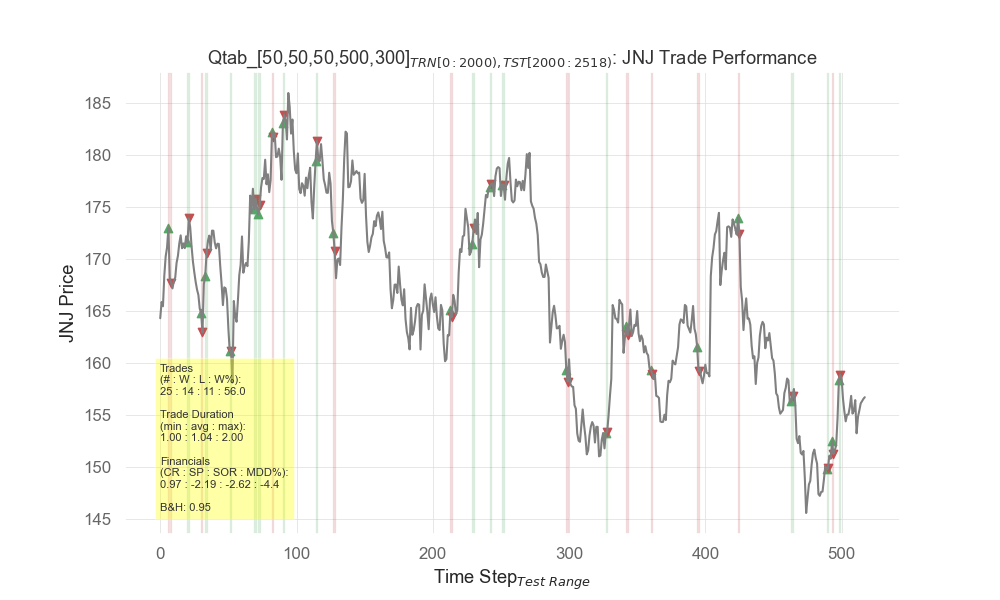 Qtab_[50,50,50,500,300]TRN[0:2000),TST[2000:2518): JNJ Trade Performance
JNJ Price
185
180
175
170
165
160
155
150
145
Trades
(# : W : L : W%):
25 : 14 : 11 : 56.0
Trade Duration
(min : avg : max):
1.00 : 1.04 : 2.00
Financials
(CR : SP : SOR : MDD%):
0.97 : -2.19 : -2.62 : -4.4
B&H: 0.95
0 100 200 300 400 500
Time StepTest Range